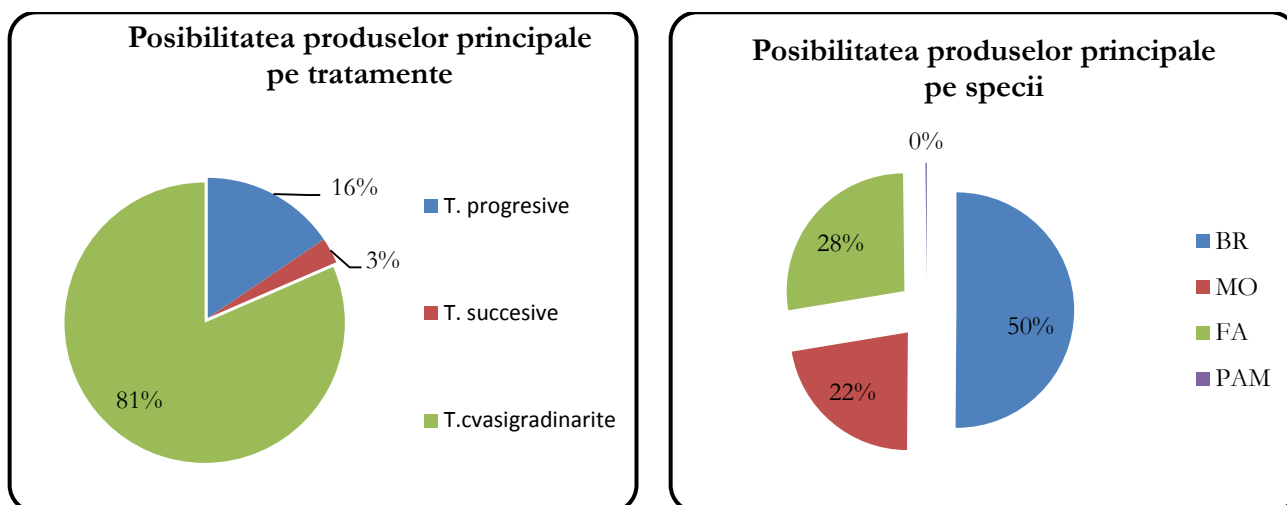 Posibilitatea produselor principale
pe tratamente
16%
3%
81%
T. progresive
T. succesive
T.cvasigradinarite
Posibilitatea produselor principale
pe specii
0%
28%
50%
22%
BR
MO
FA
PAM